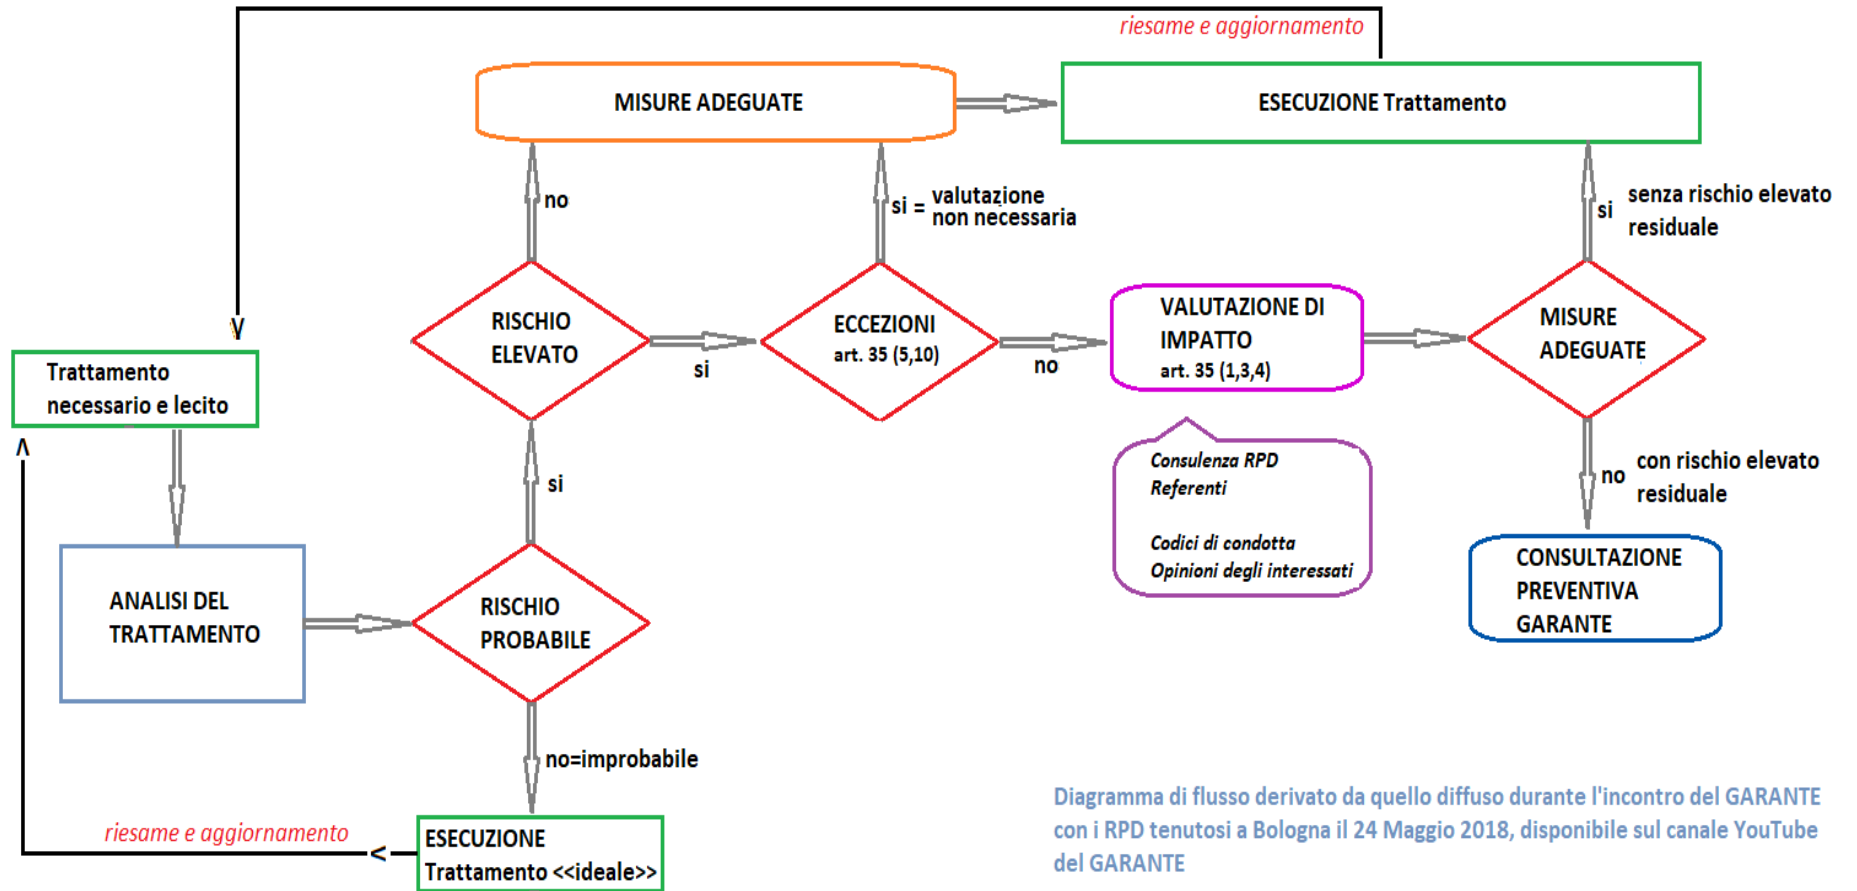 riesame e aggiornamento
MISURE ADEGUATE
ESECUZIONE Trattamento
no
si = valutazione
non necessaria
si
senza rischio elevato
residuale
RISCHIO
ELEVATO
si
ECCEZIONI
art. 35 (5,10)
no
VALUTAZIONE DI
IMPATTO
art. 35 (1,3,4)
MISURE
ADEGUATE
Trattamento
necessario e lecito
si
Consulenza RPD
Referenti
Codici di condotta
Opinioni degli interessati
no
con rischio elevato
residuale
ANALISI DEL
TRATTAMENTO
RISCHIO
PROBABILE
CONSULTAZIONE
PREVENTIVA
GARANTE
no=improbabile
riesame e aggiornamento
ESECUZIONE
Trattamento <<ideale>>
Diagramma di flusso derivato da quello diffuso durante l'incontro del GARANTE
con i RPD tenutosi a Bologna il 24 Maggio 2018, disponibile sul canale YouTube
del GARANTE